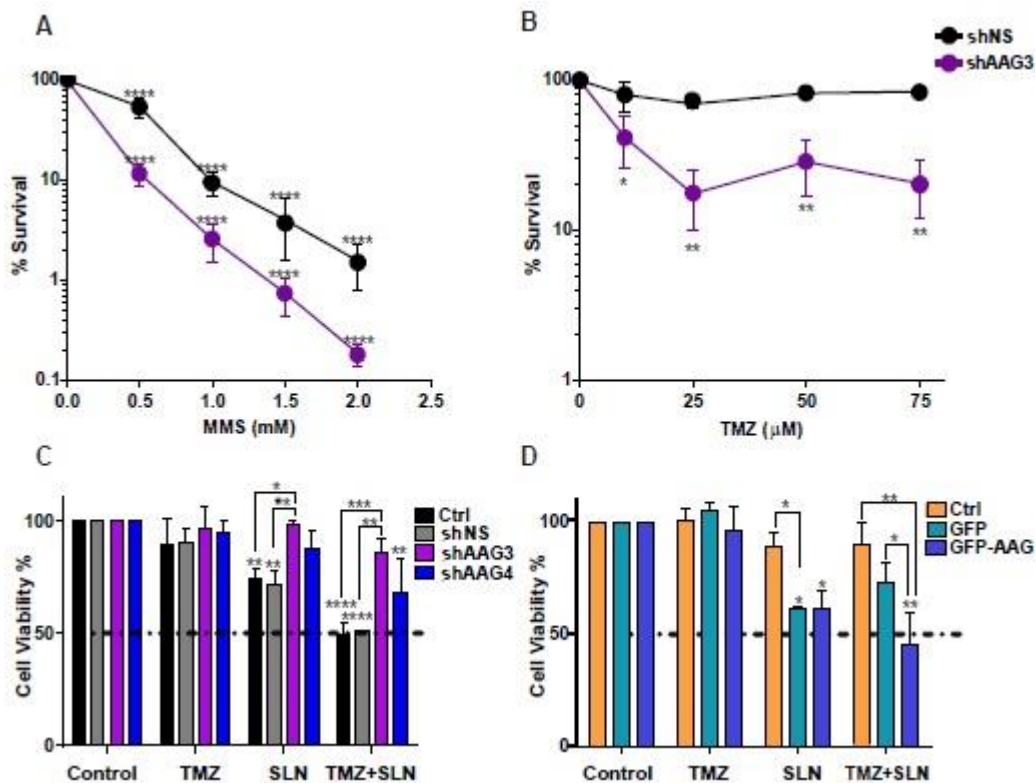 A
B
shNS
shAAG3
100
10
1
0.1
% Survival
****
****
****
****
****
****
****
****
0.0
0.5
1.0
1.5
2.0
2.5
MMS (mM)
100
10
1
% Survival
*
**
**
**
0
25
50
75
TMZ (μM)
C
D
Ctrl
shNS
shAAG3
shAAG4
100
50
0
Cell Viability %
*
**
**
**
***
**
**
****
****
Control
TMZ
SLN
TMZ+SLN
Ctrl
GFP
GFP-AAG
100
50
0
Cell Viability %
*
*
*
**
*
**
Control
TMZ
SLN
TMZ+SLN